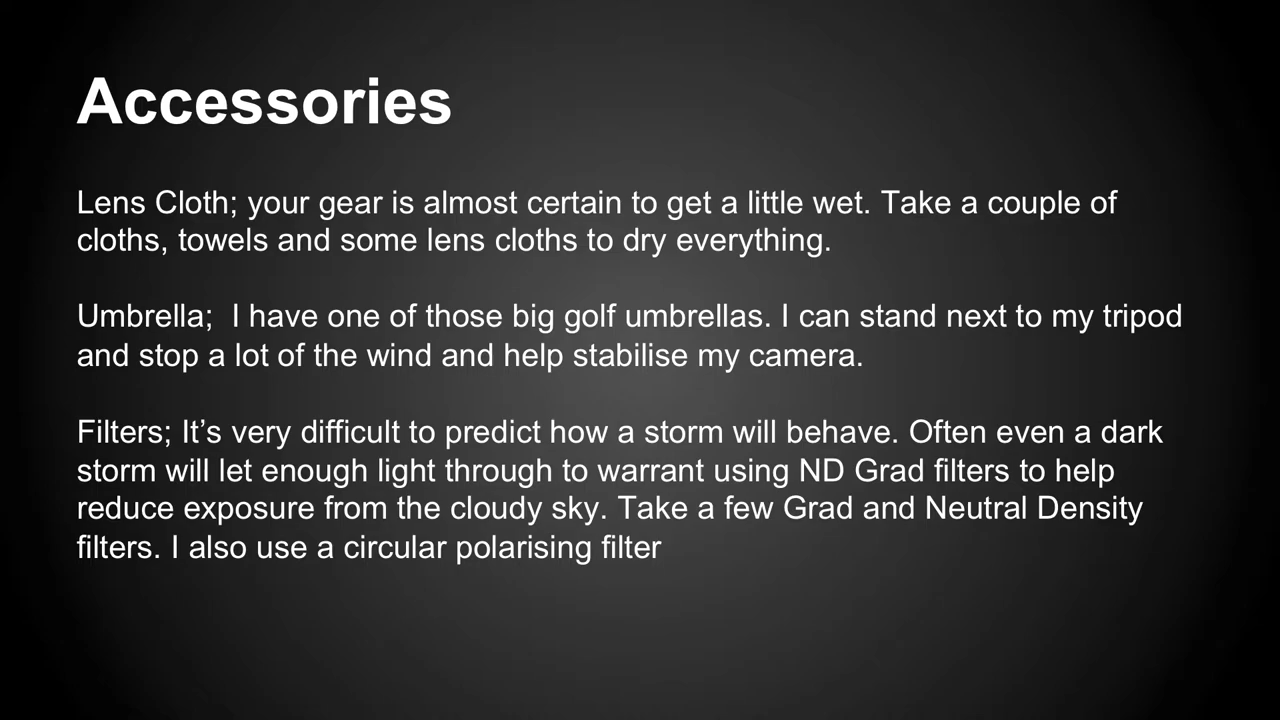 Accessories
Lens Cloth; your gear is almost certain to get a little wet. Take a couple of
cloths, towels and some lens cloths to dry everything.
Umbrella;  I have one of those big golf umbrellas. I can stand next to my tripod
and stop a lot of the wind and help stabilise my camera.
Filters; It’s very difficult to predict how a storm will behave. Often even a dark
storm will let enough light through to warrant using ND Grad filters to help
reduce exposure from the cloudy sky. Take a few Grad and Neutral Density
filters. I also use a circular polarising filter